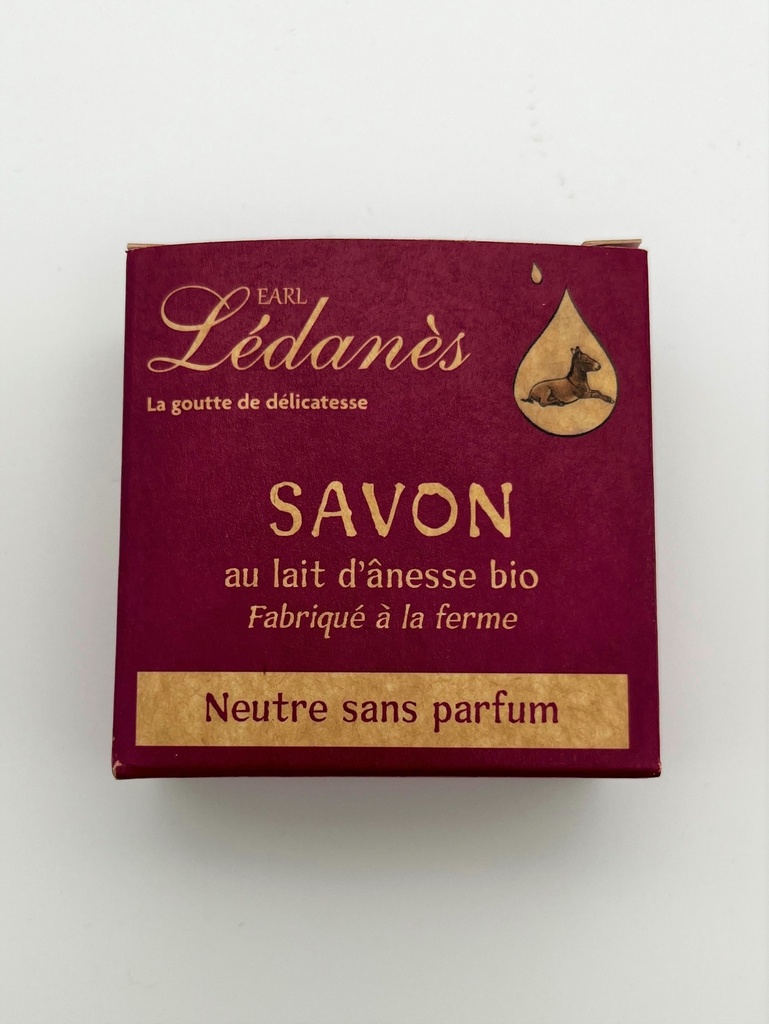 EARL
Lédanès
La goutte de délicatesse
SAVON
au lait d'ânesse bio
Fabriqué à la ferme
Neutre sans parfum